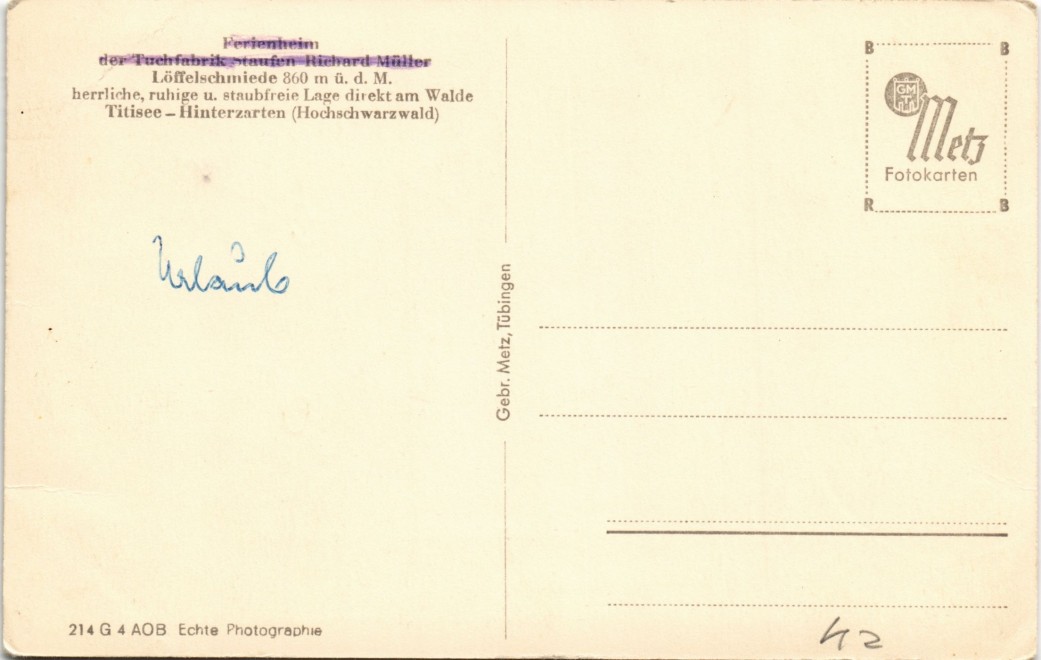 Ferienheim
der Tuchfabrik Staufen Richard Müller
Löffelschmiede 860 m ü. d. M.
herrliche, ruhige u. staubfreie Lage direkt am Walde
Titisee – Hinterzarten (Hochschwarzwald)
Urlaub
214 G 4 AOB Echte Photographie
Gebr. Metz, Tübingen
B B
GM
T
Metz
Fotokarten
R B
42